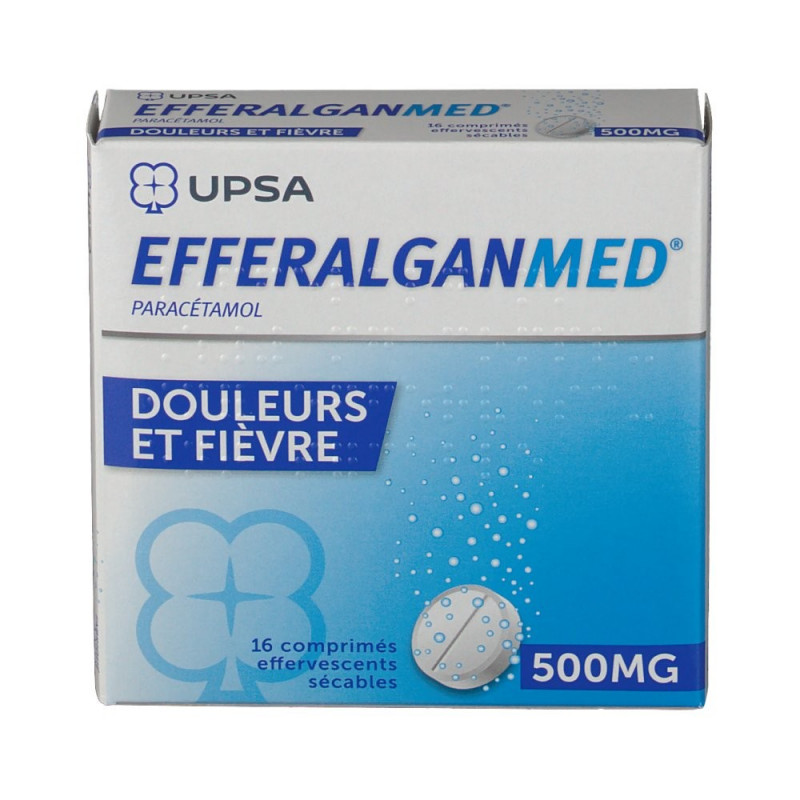 UPSA
EFFERALGANMED®
PARACÉTAMOL
DOULEURS ET FIÈVRE
16 comprimés
effervescents
sécables
500MG
UPSA
EFFERALGANMED®
PARACÉTAMOL
DOULEURS
ET FIÈVRE
16 comprimés
effervescents
sécables
500MG